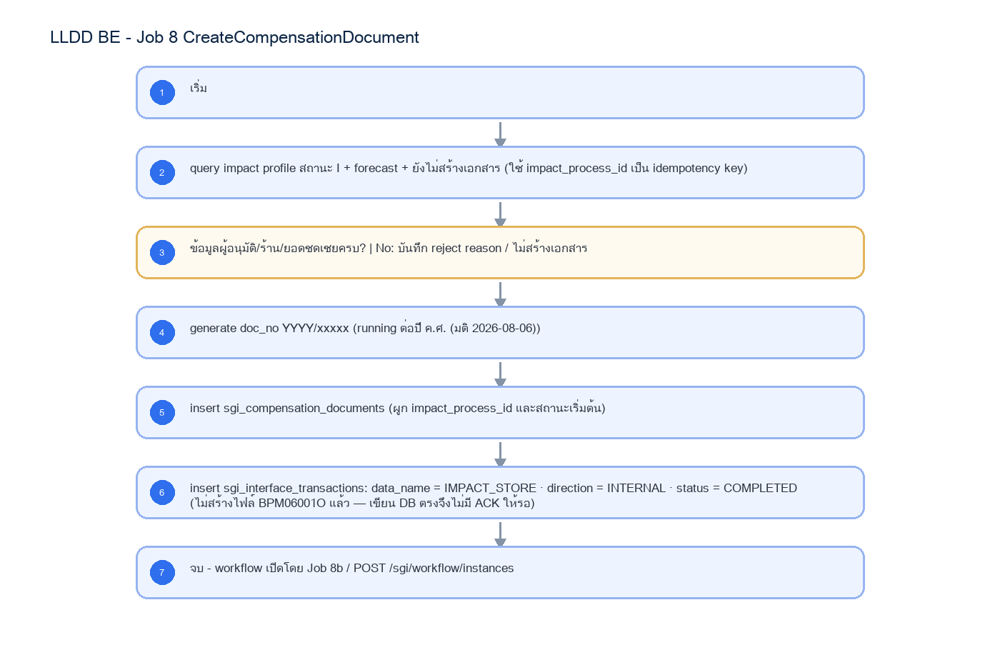 LLDD BE - Job 8 CreateCompensationDocument
1 เริ่ม
2 query impact profile สถานะ I + forecast + ยังไม่สร้างเอกสาร (ใช้ impact_process_id เป็น idempotency key)
3 ข้อมูลผู้อนุมัติ/ร้าน/ยอดชดเชยครบ? | No: บันทึก reject reason / ไม่สร้างเอกสาร
4 generate doc_no YYYY/xxxxx (running ต่อปี ค.ศ. (มติ 2026-08-06))
5 insert sgi_compensation_documents (ผูก impact_process_id และสถานะเริ่มต้น)
6 insert sgi_interface_transactions: data_name = IMPACT_STORE · direction = INTERNAL · status = COMPLETED
(ไม่สร้างไฟล์ BPM06001O แล้ว — เขียน DB ตรงจึงไม่มี ACK ให้รอ)
7 จบ - workflow เปิดโดย Job 8b / POST /sgi/workflow/instances